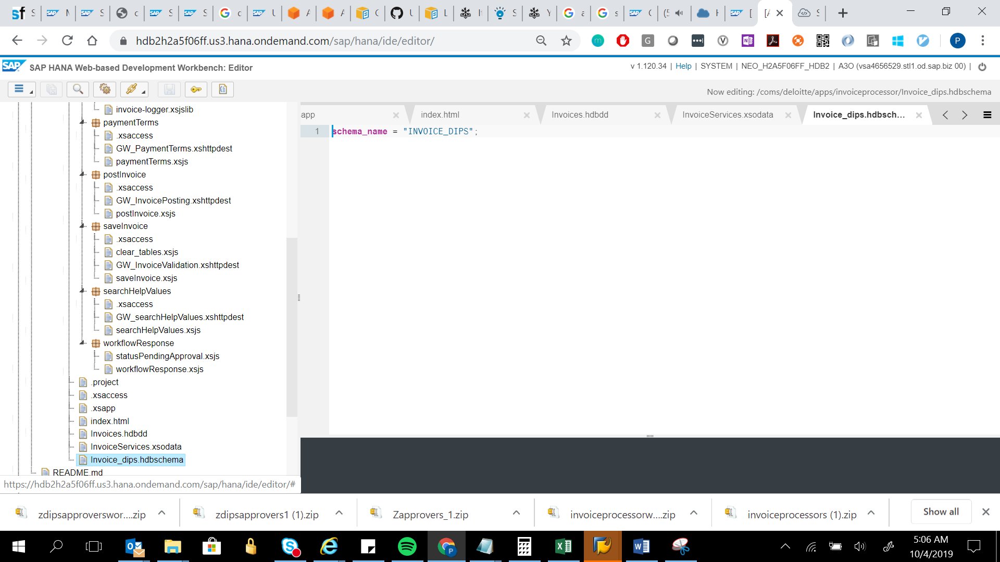 hdb2h2a5f06ff.us3.hana.ondemand.com/sap/hana/ide/editor/
SAP SAP HANA Web-based Development Workbench: Editor
v 1.120.34 | Help | SYSTEM | NEO_H2A5F06FF_HDB2 | A3O (vsa4656529.stl1.od.sap.biz 00) |
Now editing: /coms/deloitte/apps/invoiceprocessor/Invoice_dips.hdbschema
app
index.html
Invoices.hdbdd
InvoiceServices.xsodata
Invoice_dips.hdbsch...
1 schema_name = "INVOICE_DIPS";
invoice-logger.xsjslib
paymentTerms
.xsaccess
GW_PaymentTerms.xshttpdest
paymentTerms.xsjs
postInvoice
.xsaccess
GW_InvoicePosting.xshttpdest
postInvoice.xsjs
saveInvoice
.xsaccess
clear_tables.xsjs
GW_InvoiceValidation.xshttpdest
saveInvoice.xsjs
searchHelpValues
.xsaccess
GW_searchHelpValues.xshttpdest
searchHelpValues.xsjs
workflowResponse
statusPendingApproval.xsjs
workflowResponse.xsjs
.project
.xsaccess
.xsapp
index.html
Invoices.hdbdd
InvoiceServices.xsodata
Invoice_dips.hdbschema
README.md
https://hdb2h2a5f06ff.us3.hana.ondemand.com/sap/hana/ide/editor/#
zdipsapproverswor....zip
zdipsapprovers1 (1).zip
Zapprovers_1.zip
invoiceprocessorw....zip
invoiceprocessors (1).zip
Show all
5:06 AM
10/4/2019